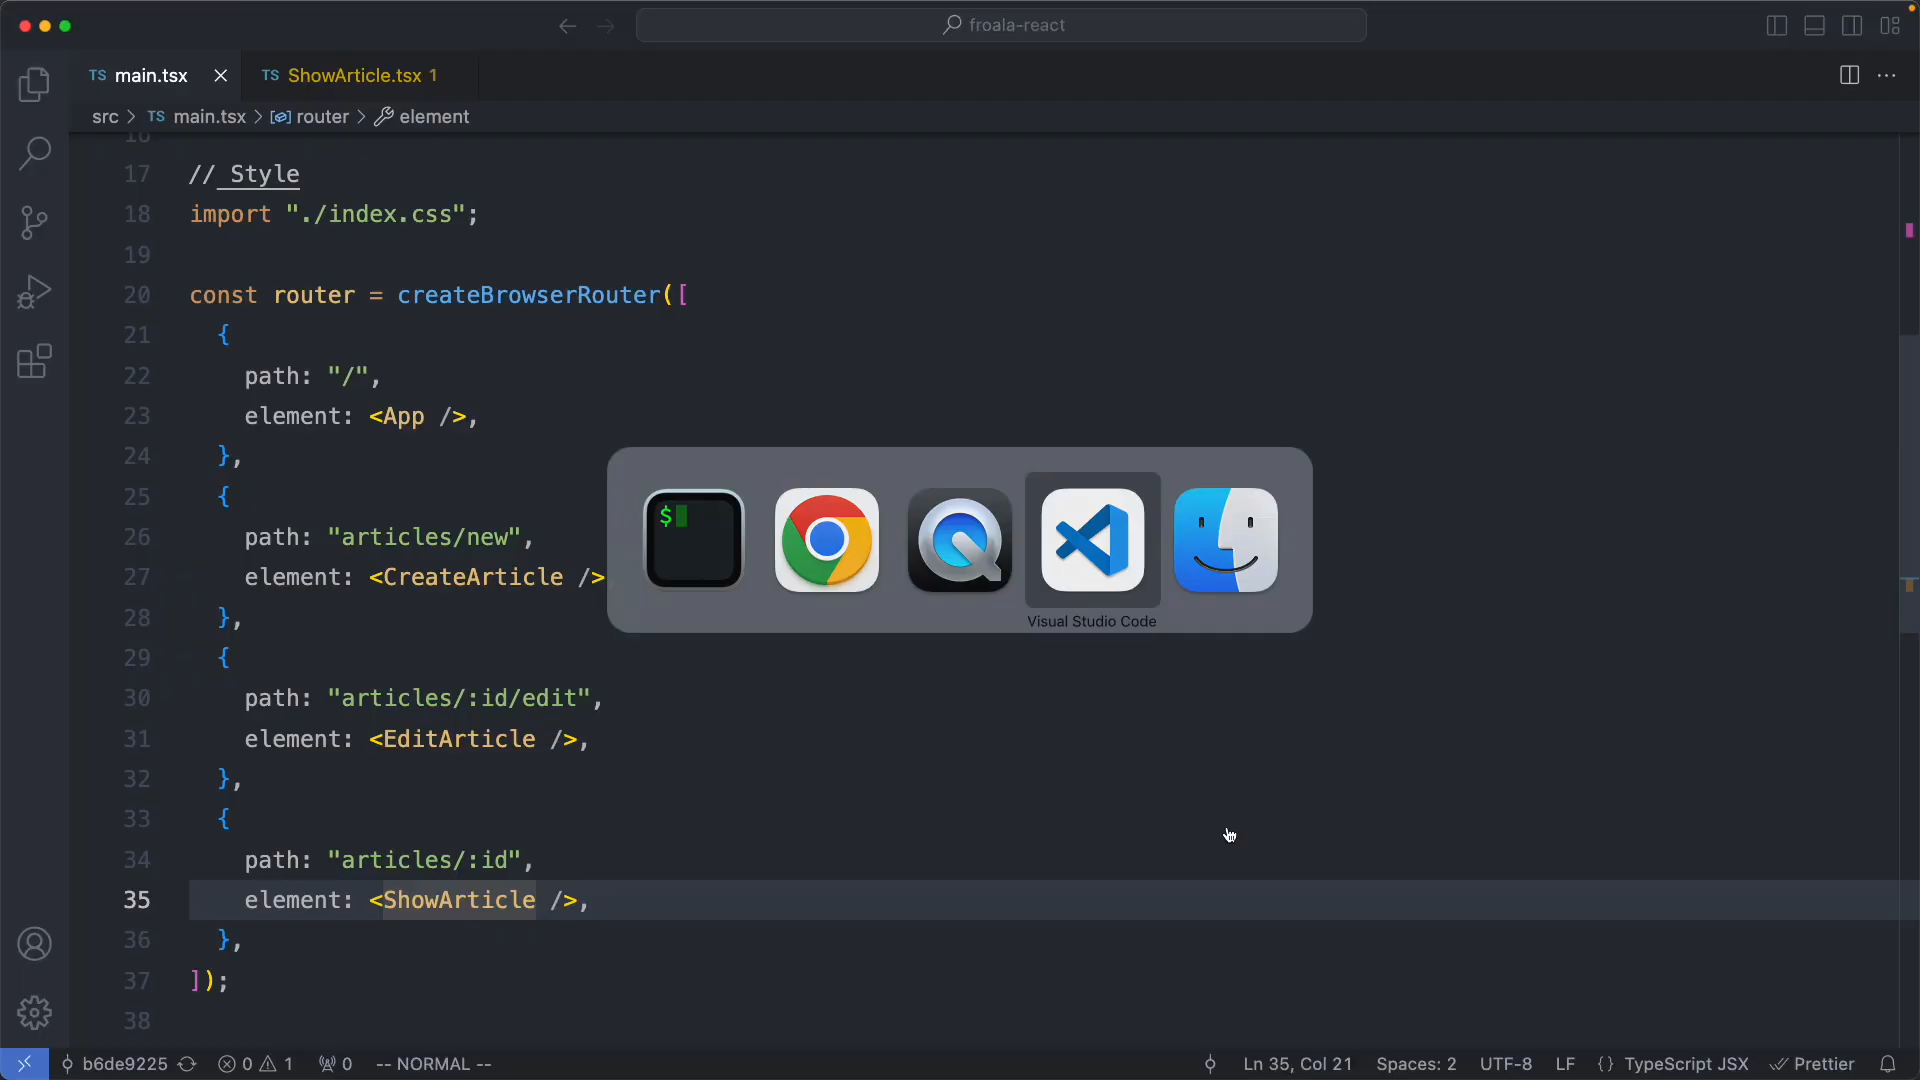 froala-react
TS main.tsx
TS ShowArticle.tsx 1
src > TS main.tsx > router > element
16
17 // Style
18 import "./index.css";
19
20 const router = createBrowserRouter([
21 {
22 path: "/",
23 element: <App />,
24 },
25 {
26 path: "articles/new",
27 element: <CreateArticle />
28 },
29 {
30 path: "articles/:id/edit",
31 element: <EditArticle />,
32 },
33 {
34 path: "articles/:id",
35 element: <ShowArticle />,
36 },
37 ]);
38
$
Visual Studio Code
b6de9225 0 1 0 -- NORMAL -- Ln 35, Col 21 Spaces: 2 UTF-8 LF {} TypeScript JSX Prettier